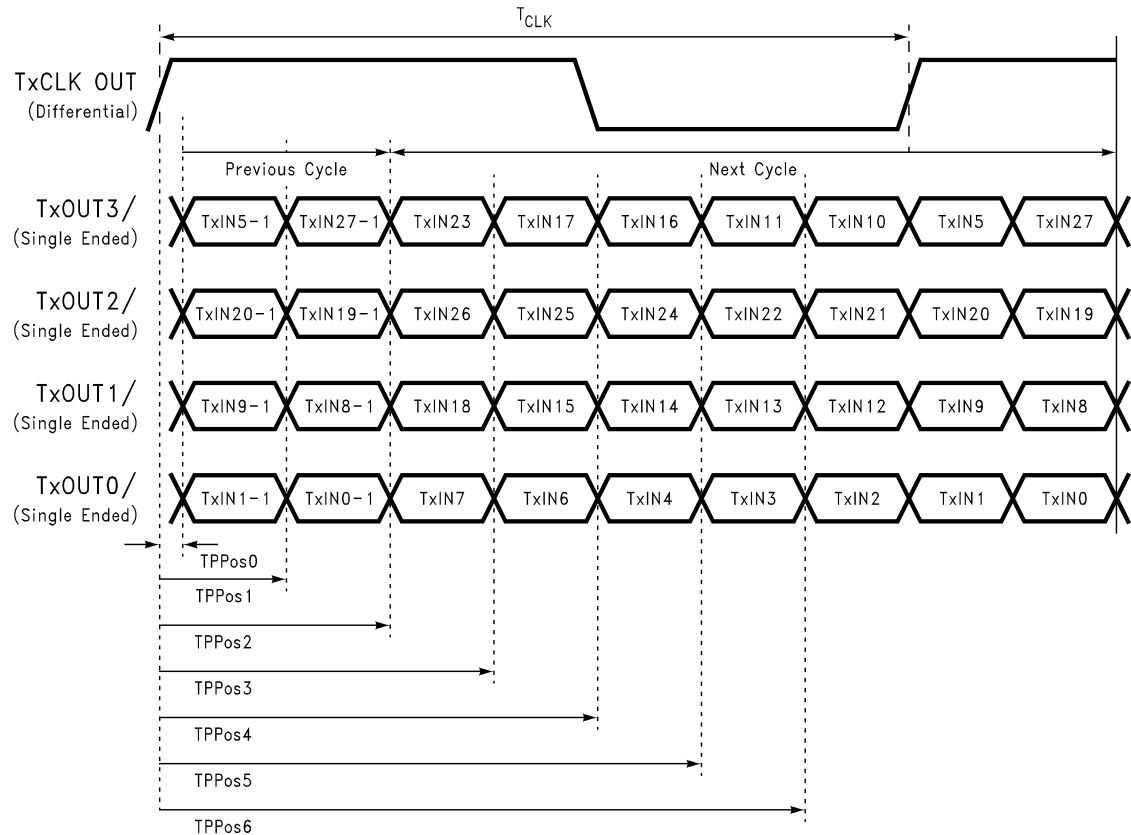 TCLK
TxCLK OUT
(Differential)
Previous Cycle
Next Cycle
TxOUT3/
(Single Ended)
TxIN5-1 TxIN27-1 TxIN23 TxIN17 TxIN16 TxIN11 TxIN10 TxIN5 TxIN27
TxOUT2/
(Single Ended)
TxIN20-1 TxIN19-1 TxIN26 TxIN25 TxIN24 TxIN22 TxIN21 TxIN20 TxIN19
TxOUT1/
(Single Ended)
TxIN9-1 TxIN8-1 TxIN18 TxIN15 TxIN14 TxIN13 TxIN12 TxIN9 TxIN8
TxOUT0/
(Single Ended)
TxIN1-1 TxIN0-1 TxIN7 TxIN6 TxIN4 TxIN3 TxIN2 TxIN1 TxIN0
TPPos0
TPPos1
TPPos2
TPPos3
TPPos4
TPPos5
TPPos6